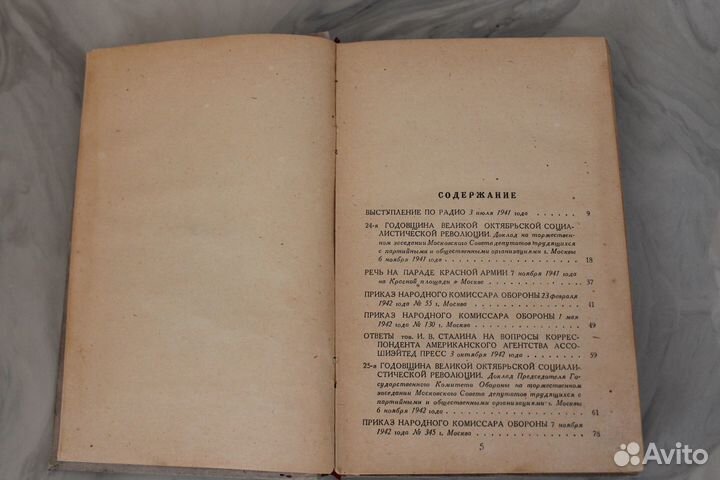 СОДЕРЖАНИЕ
ВЫСТУПЛЕНИЕ ПО РАДИО 3 июля 1941 года . . . . . . . 9
24-я ГОДОВЩИНА ВЕЛИКОЙ ОКТЯБРЬСКОЙ СОЦИА-
ЛИСТИЧЕСКОЙ РЕВОЛЮЦИИ. Доклад на торжествен-
ном заседании Московского Совета депутатов трудящихся
с партийными и общественными организациями г. Москвы
6 ноября 1941 года . . . . . . . . . . . . . . 18
РЕЧЬ НА ПАРАДЕ КРАСНОЙ АРМИИ 7 ноября 1941 года
на Красной площади в Москве . . . . . . . . . . 37
ПРИКАЗ НАРОДНОГО КОМИССАРА ОБОРОНЫ 23 февраля
1942 года № 55 г. Москва . . . . . . . . . . . . 41
ПРИКАЗ НАРОДНОГО КОМИССАРА ОБОРОНЫ 1 мая
1942 года № 130 г. Москва . . . . . . . . . . . . 49
ОТВЕТЫ тов. И. В. СТАЛИНА НА ВОПРОСЫ КОРРЕС-
ПОНДЕНТА АМЕРИКАНСКОГО АГЕНТСТВА АССО-
ШИЭЙТЕД ПРЕСС 3 октября 1942 года . . . . . . . . 59
25-я ГОДОВЩИНА ВЕЛИКОЙ ОКТЯБРЬСКОЙ СОЦИАЛИ-
СТИЧЕСКОЙ РЕВОЛЮЦИИ. Доклад Председателя Го-
сударственного Комитета Обороны на торжественном
заседании Московского Совета депутатов трудящихся с
партийными и общественными организациями г. Москвы
6 ноября 1942 года . . . . . . . . . . . . . . 61
ПРИКАЗ НАРОДНОГО КОМИССАРА ОБОРОНЫ 7 ноября
1942 года № 345 г. Москва . . . . . . . . . . . . 78
5
Avito